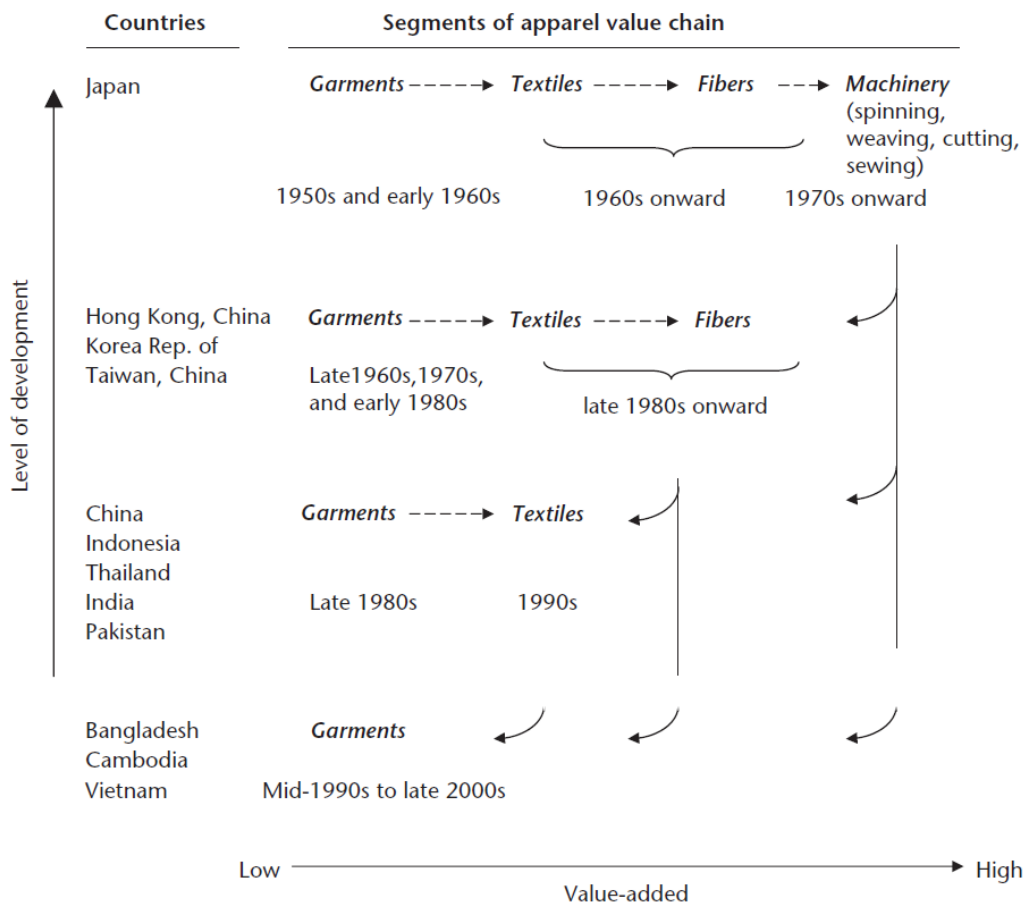 Countries
Segments of apparel value chain
Japan
Garments
Textiles
Fibers
Machinery
(spinning,
weaving, cutting,
sewing)
1950s and early 1960s
1960s onward
1970s onward
Level of development
Hong Kong, China
Korea Rep. of
Taiwan, China
Garments
Textiles
Fibers
Late1960s,1970s,
and early 1980s
late 1980s onward
China
Indonesia
Thailand
India
Pakistan
Garments
Textiles
Late 1980s
1990s
Bangladesh
Cambodia
Vietnam
Garments
Mid-1990s to late 2000s
Low
High
Value-added